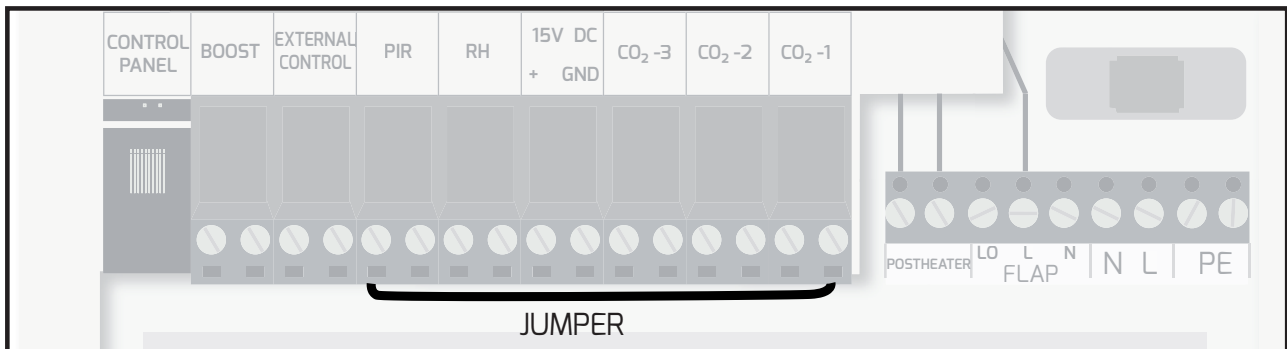 CONTROL PANEL
BOOST
EXTERNAL CONTROL
PIR
RH
15V DC
+ GND
CO₂ -3
CO₂ -2
CO₂ -1
POSTHEATER
LO L N
FLAP
N L
PE
JUMPER